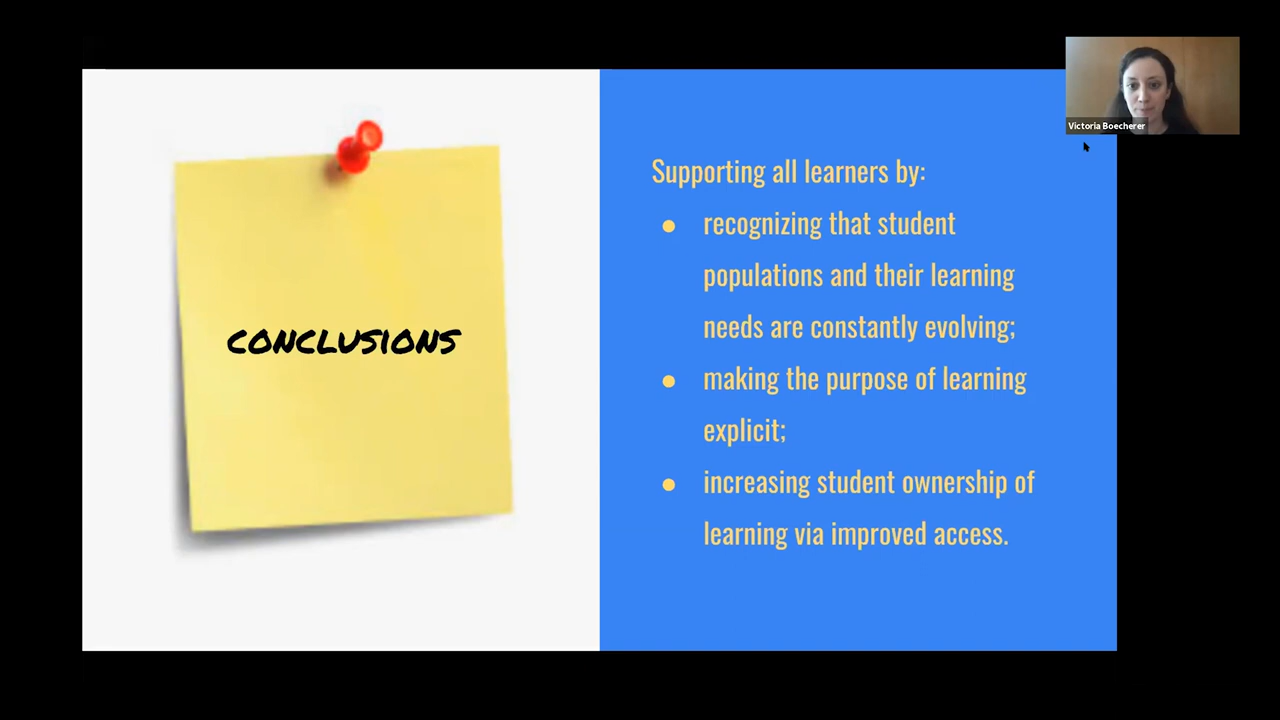 Victoria Boecherer
CONCLUSIONS
Supporting all learners by:
● recognizing that student
populations and their learning
needs are constantly evolving;
● making the purpose of learning
explicit;
● increasing student ownership of
learning via improved access.